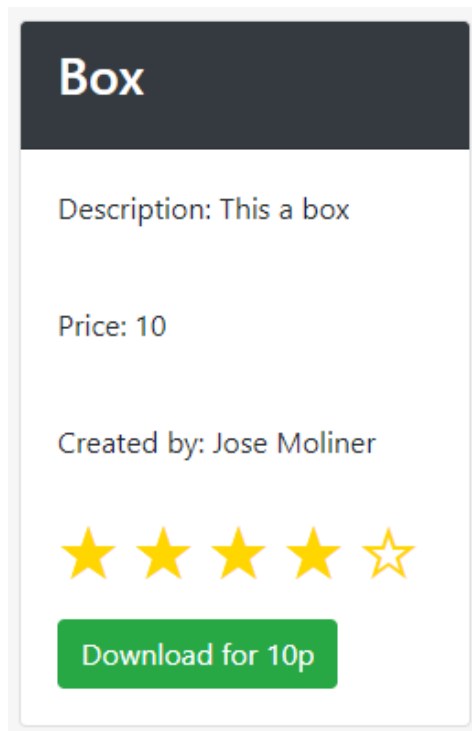 Box
Description: This a box
Price: 10
Created by: Jose Moliner
Download for 10p